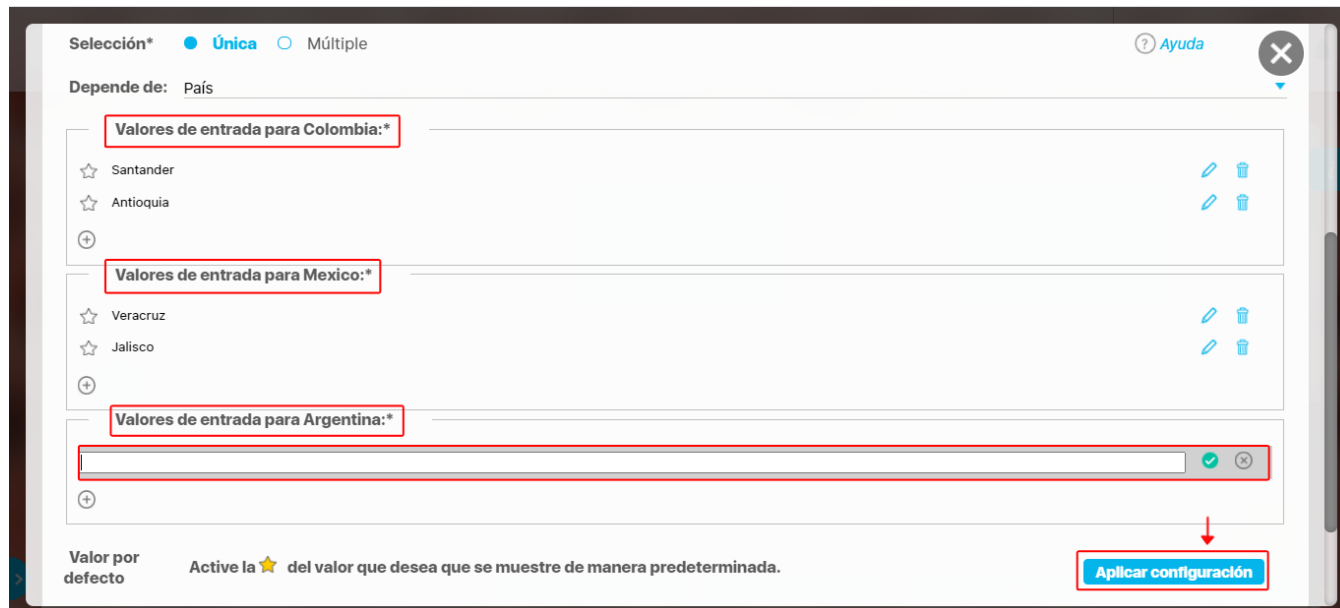 Selección* Única Múltiple ? Ayuda
Depende de: País
Valores de entrada para Colombia:*
Santander
Antioquia
Valores de entrada para Mexico:*
Veracruz
Jalisco
Valores de entrada para Argentina:*
Valor por
defecto
Active la del valor que desea que se muestre de manera predeterminada.
Aplicar configuración